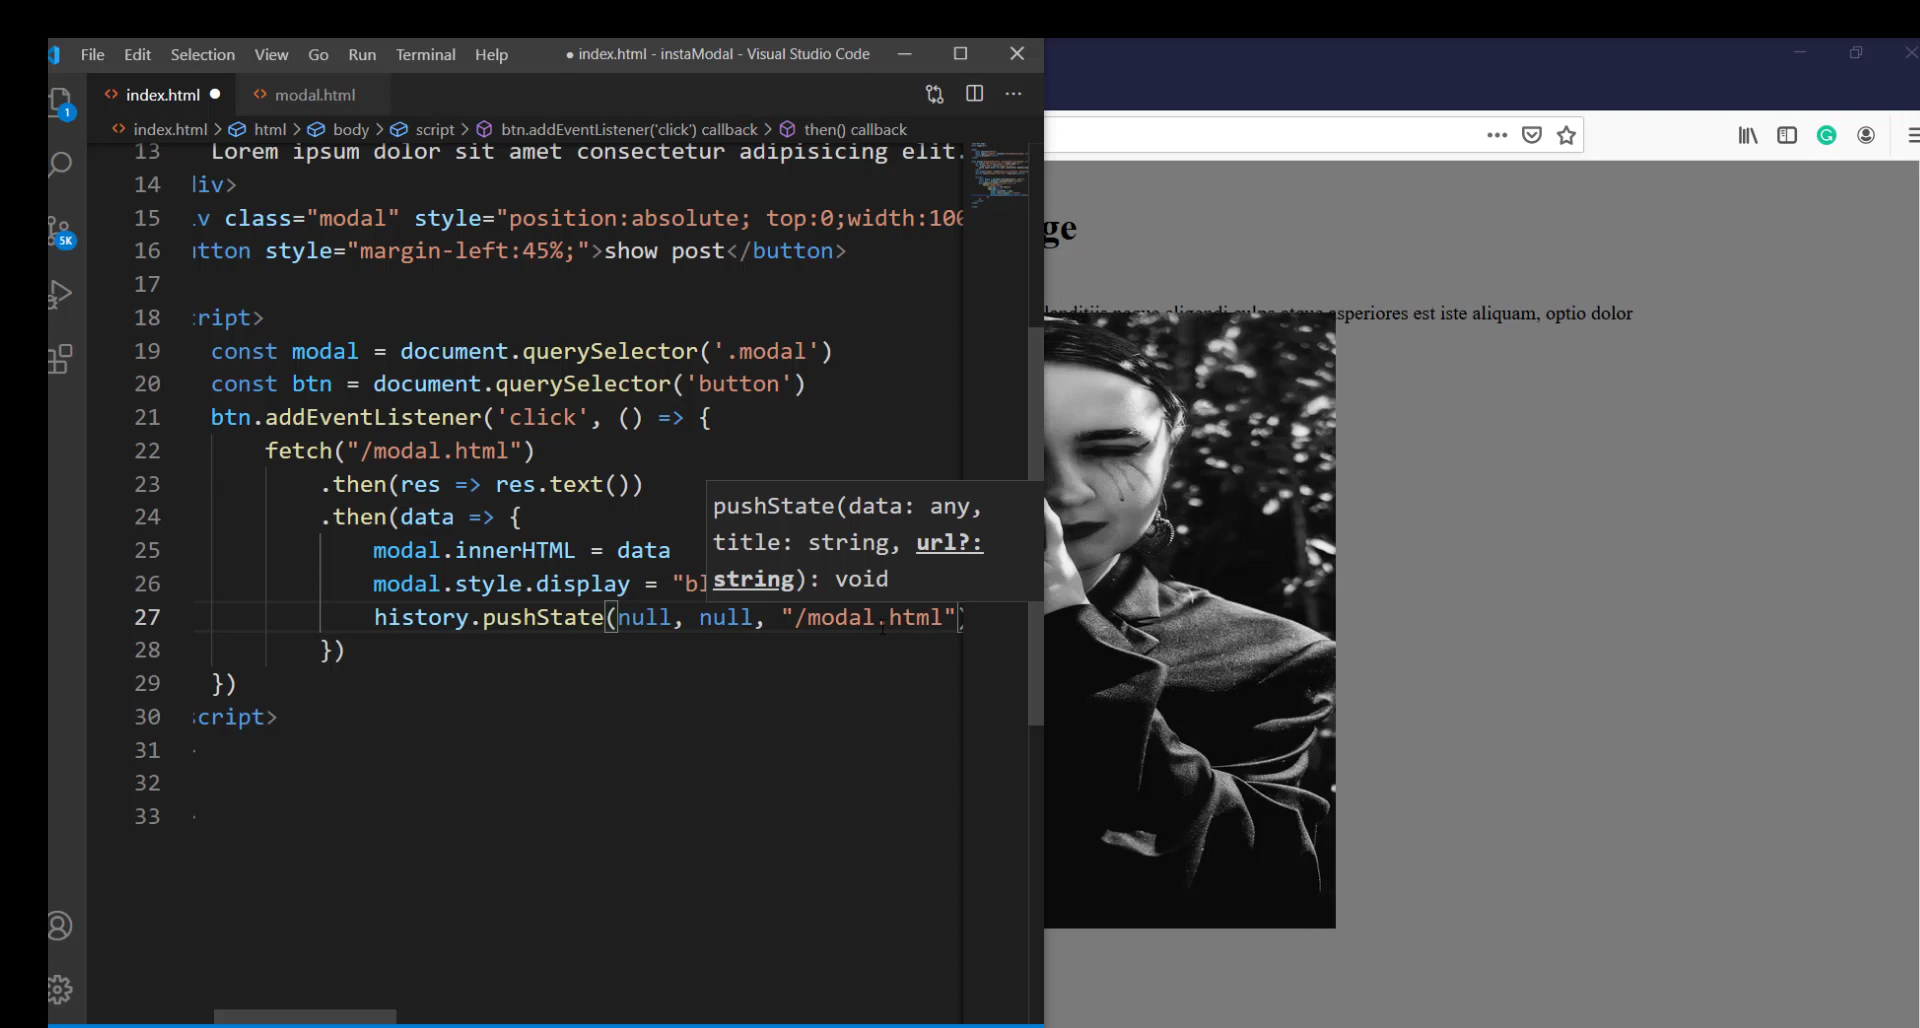 File Edit Selection View Go Run Terminal Help ● index.html - instaModal - Visual Studio Code
index.html modal.html
index.html > html > body > script > btn.addEventListener('click') callback > then() callback
1
5K
13 Lorem ipsum dolor sit amet consectetur adipisicing elit.
14 liv>
15 v class="modal" style="position:absolute; top:0;width:100
16 tton style="margin-left:45%;">show post</button>
17
18 ript>
19 const modal = document.querySelector('.modal')
20 const btn = document.querySelector('button')
21 btn.addEventListener('click', () => {
22 fetch("/modal.html")
23 .then(res => res.text())
24 .then(data => {
25 modal.innerHTML = data
26 modal.style.display = "bl
27 history.pushState(null, null, "/modal.html")
28 })
29 })
30 cript>
31
32
33
pushState(data: any,
title: string, url?:
string): void
ge
asperiores est iste aliquam, optio dolor